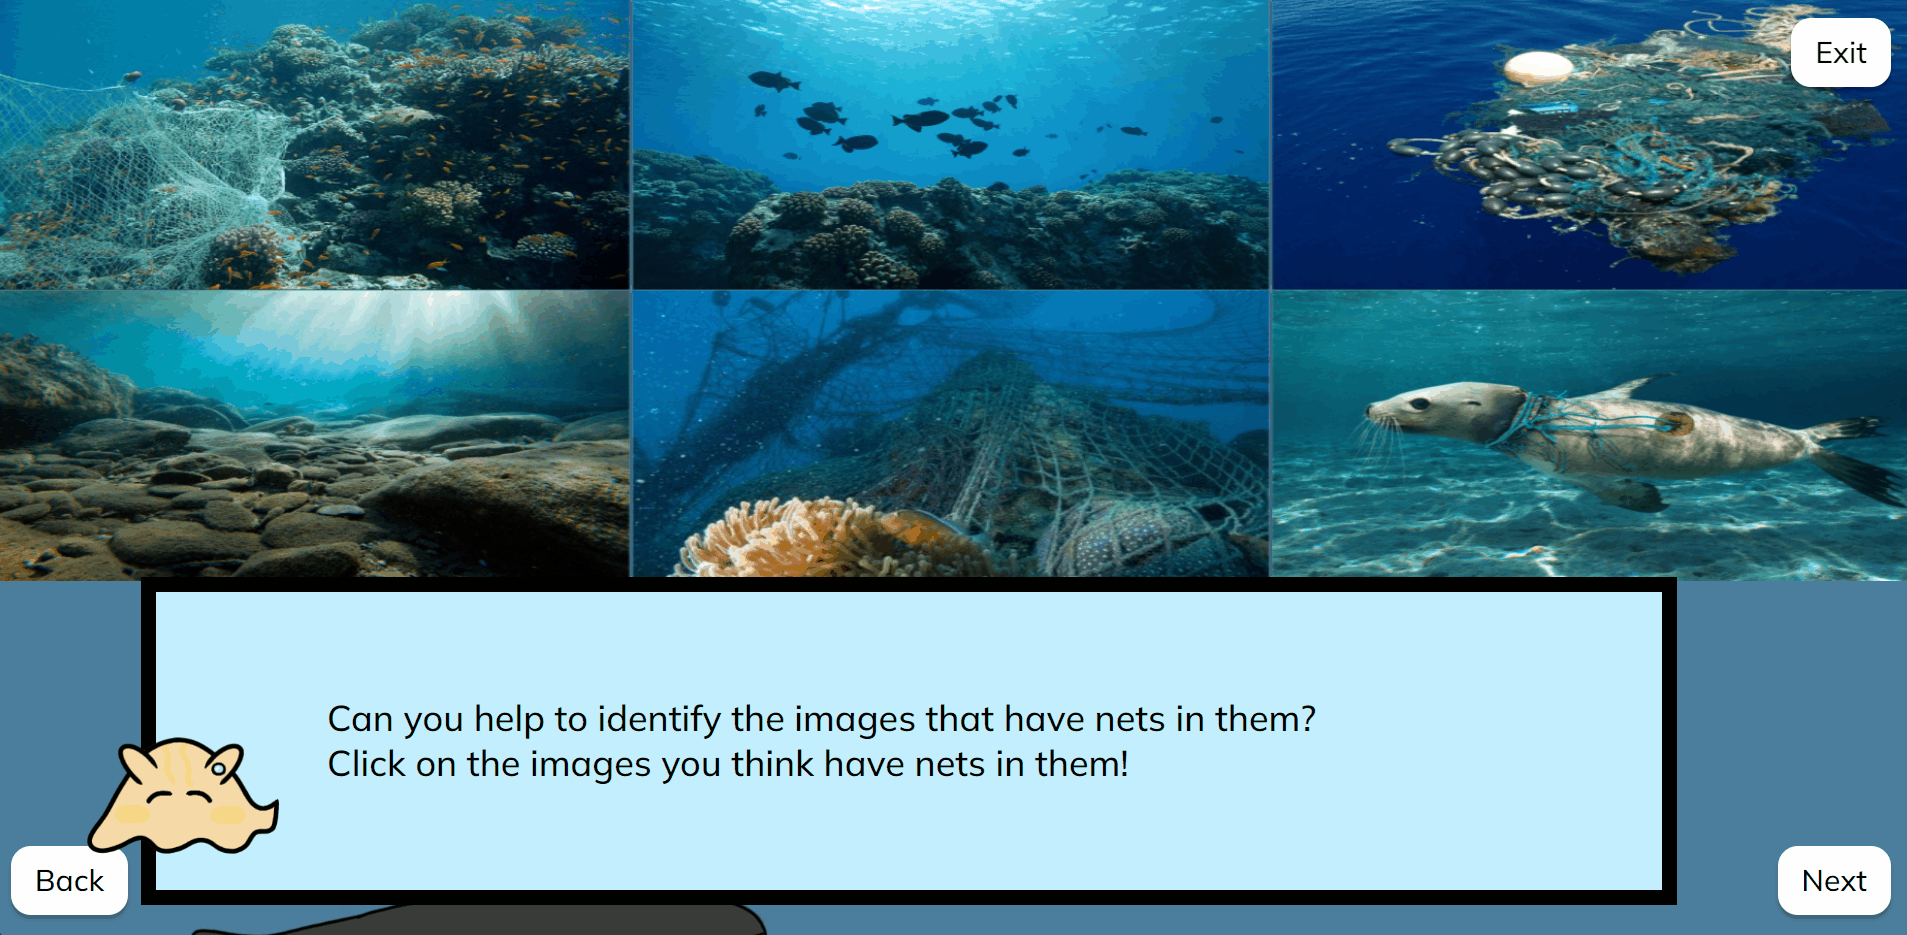 Exit
Can you help to identify the images that have nets in them?
Click on the images you think have nets in them!
Back
Next